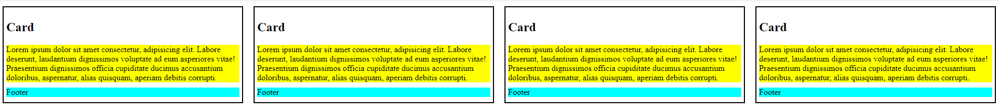 Card
Lorem ipsum dolor sit amet consectetur, adipisicing elit. Labore
deserunt, laudantium dignissimos voluptate ad eum asperiores vitae!
Praesentium dignissimos officia cupiditate ducimus accusantium
doloribus, aspernatur, alias quisquam, aperiam debitis corrupti.
Footer
Card
Lorem ipsum dolor sit amet consectetur, adipisicing elit. Labore
deserunt, laudantium dignissimos voluptate ad eum asperiores vitae!
Praesentium dignissimos officia cupiditate ducimus accusantium
doloribus, aspernatur, alias quisquam, aperiam debitis corrupti.
Footer
Card
Lorem ipsum dolor sit amet consectetur, adipisicing elit. Labore
deserunt, laudantium dignissimos voluptate ad eum asperiores vitae!
Praesentium dignissimos officia cupiditate ducimus accusantium
doloribus, aspernatur, alias quisquam, aperiam debitis corrupti.
Footer
Card
Lorem ipsum dolor sit amet consectetur, adipisicing elit. Labore
deserunt, laudantium dignissimos voluptate ad eum asperiores vitae!
Praesentium dignissimos officia cupiditate ducimus accusantium
doloribus, aspernatur, alias quisquam, aperiam debitis corrupti.
Footer